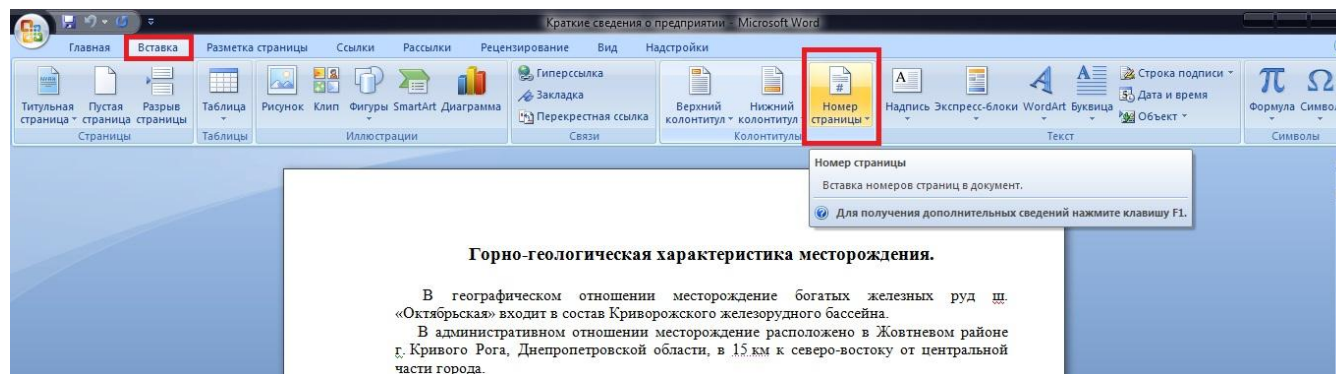 Краткие сведения о предприятии - Microsoft Word
Главная Вставка Разметка страницы Ссылки Рассылки Рецензирование Вид Надстройки
Титульная страница Пустая страница Разрыв страницы
Страницы
Таблица
Таблицы
Рисунок Клип Фигуры SmartArt Диаграмма
Иллюстрации
Гиперссылка
Закладка
Перекрестная ссылка
Связи
Верхний колонтитул Нижний колонтитул Номер страницы
#
Колонтитулы
A
Надпись Экспресс-блоки WordArt Буквица
Строка подписи
Дата и время
Объект
Текст
π Ω
Формула Симво
Символы
Номер страницы
Вставка номеров страниц в документ.
Для получения дополнительных сведений нажмите клавишу F1.
Горно-геологическая характеристика месторождения.
В географическом отношении месторождение богатых железных руд ш.
«Октябрьская» входит в состав Криворожского железорудного бассейна.
В административном отношении месторождение расположено в Жовтневом районе
г. Кривого Рога, Днепропетровской области, в 15 км к северо-востоку от центральной
части города.